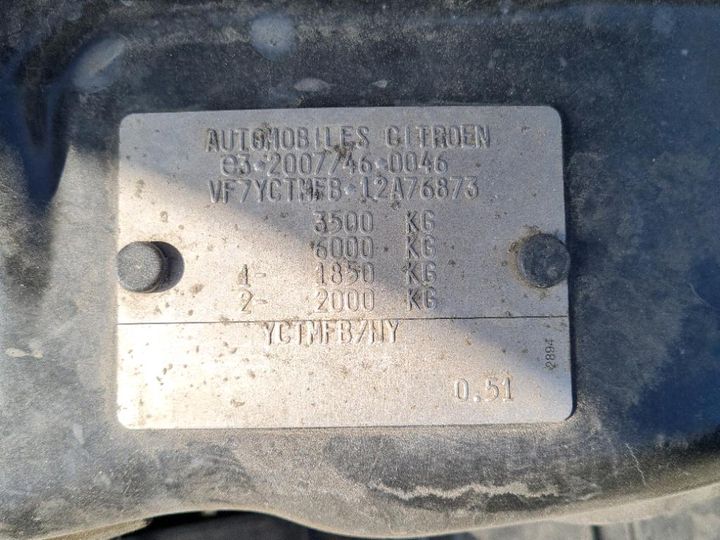 AUTOMOBILES CITROEN
e3*2007/46*0046
VF7YCTMFB*12A76873
3500 KG
6000 KG
1- 1850 KG
2- 2000 KG
YCTMFB/NY
2894
0.51